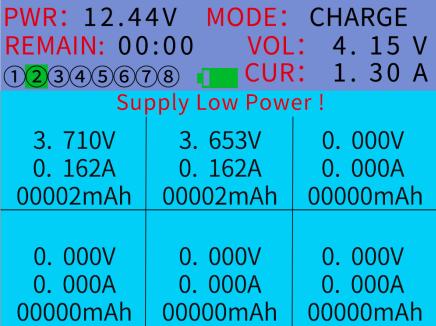 PWR: 12.44V MODE: CHARGE
REMAIN: 00:00 VOL: 4. 15 V
①②③④⑤⑥⑦⑧ CUR: 1. 30 A
Supply Low Power !
3. 710V 3. 653V 0. 000V
0. 162A 0. 162A 0. 000A
00002mAh 00002mAh 00000mAh
0. 000V 0. 000V 0. 000V
0. 000A 0. 000A 0. 000A
00000mAh 00000mAh 00000mAh